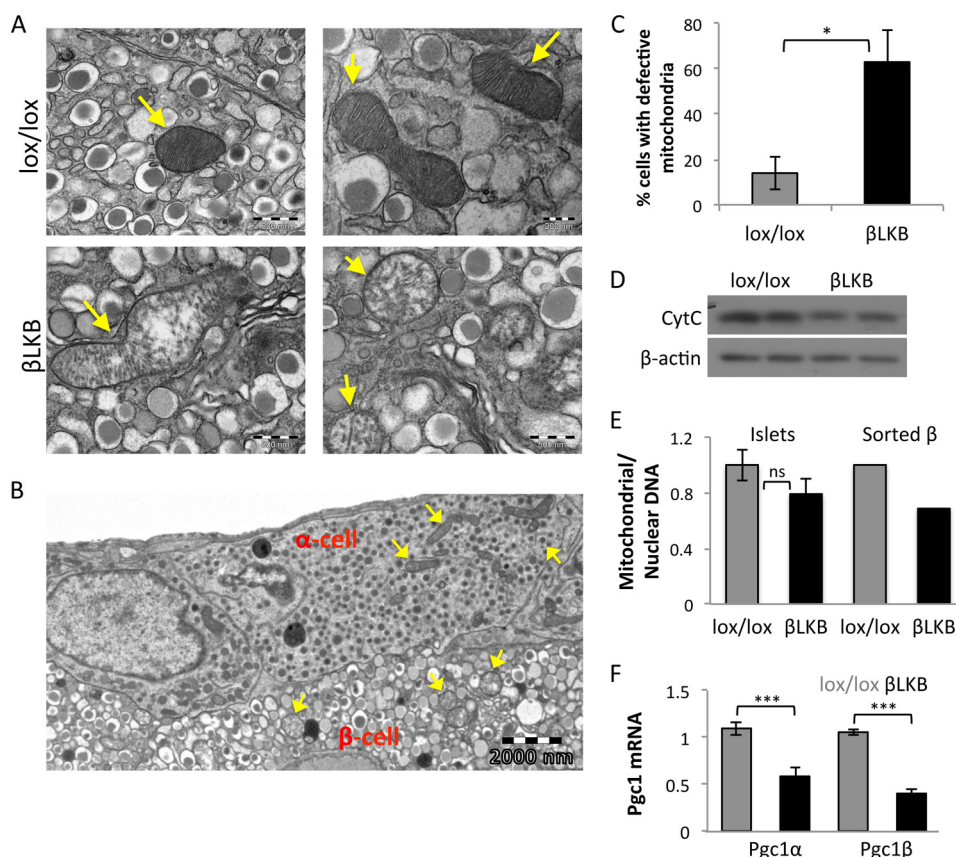 A
lox/lox
βLKB
200 nm
500 nm
B
α-cell
β-cell
2000 nm
C
% cells with defective
mitochondria
80
60
40
20
0
*
lox/lox
βLKB
D
lox/lox
βLKB
CytC
β-actin
E
Mitochondrial/
Nuclear DNA
1.2
0.8
0.4
0
Islets
Sorted β
ns
lox/lox
βLKB
lox/lox
βLKB
F
Pgc1 mRNA
1.5
1
0.5
0
lox/lox βLKB
***
***
Pgc1α
Pgc1β